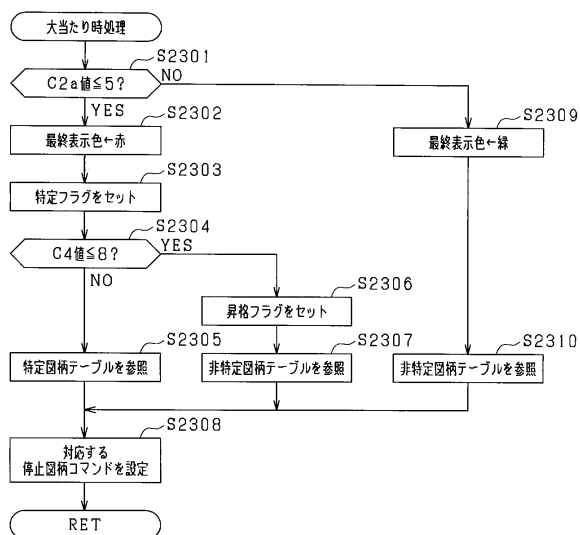 大当たり時処理
S2301
C2a値≦5?
NO
YES
S2302
最終表示色←赤
S2309
最終表示色←緑
S2303
特定フラグをセット
S2304
C4値≦8?
YES
NO
S2306
昇格フラグをセット
S2305
特定図柄テーブルを参照
S2307
非特定図柄テーブルを参照
S2310
非特定図柄テーブルを参照
S2308
対応する
停止図柄コマンドを設定
RET